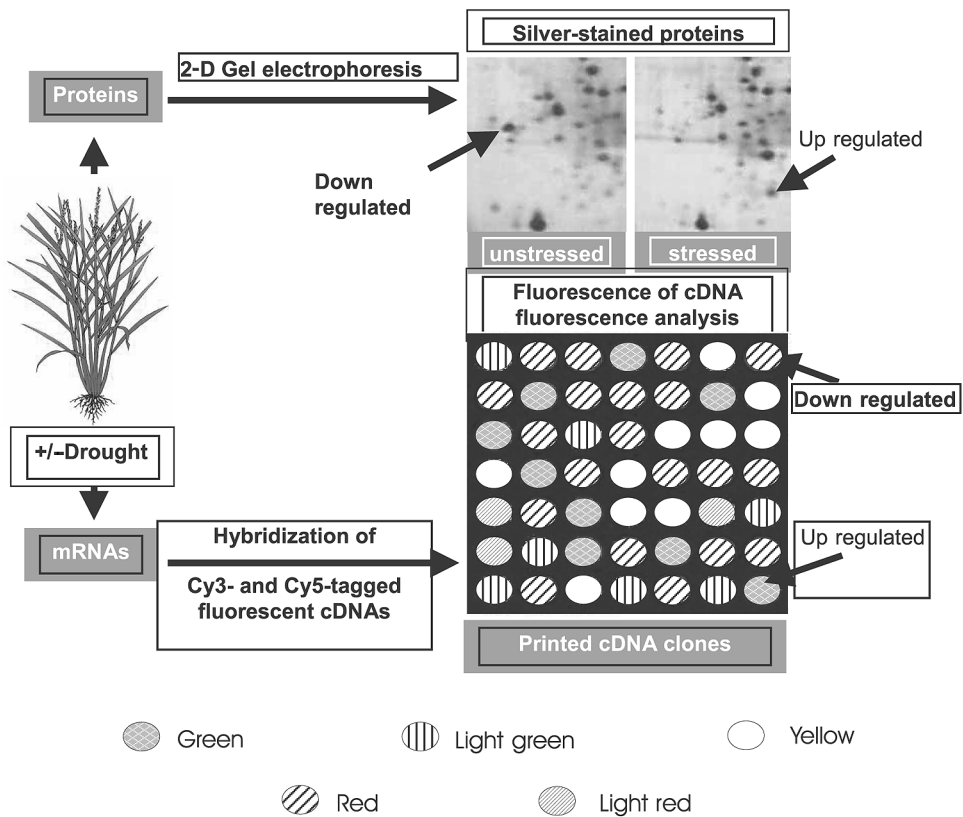 Silver-stained proteins
2-D Gel electrophoresis
Proteins
Up regulated
Down
regulated
unstressed
stressed
Fluorescence of cDNA
fluorescence analysis
Down regulated
+/–Drought
mRNAs
Hybridization of
Cy3- and Cy5-tagged
fluorescent cDNAs
Up regulated
Printed cDNA clones
Green
Light green
Yellow
Red
Light red